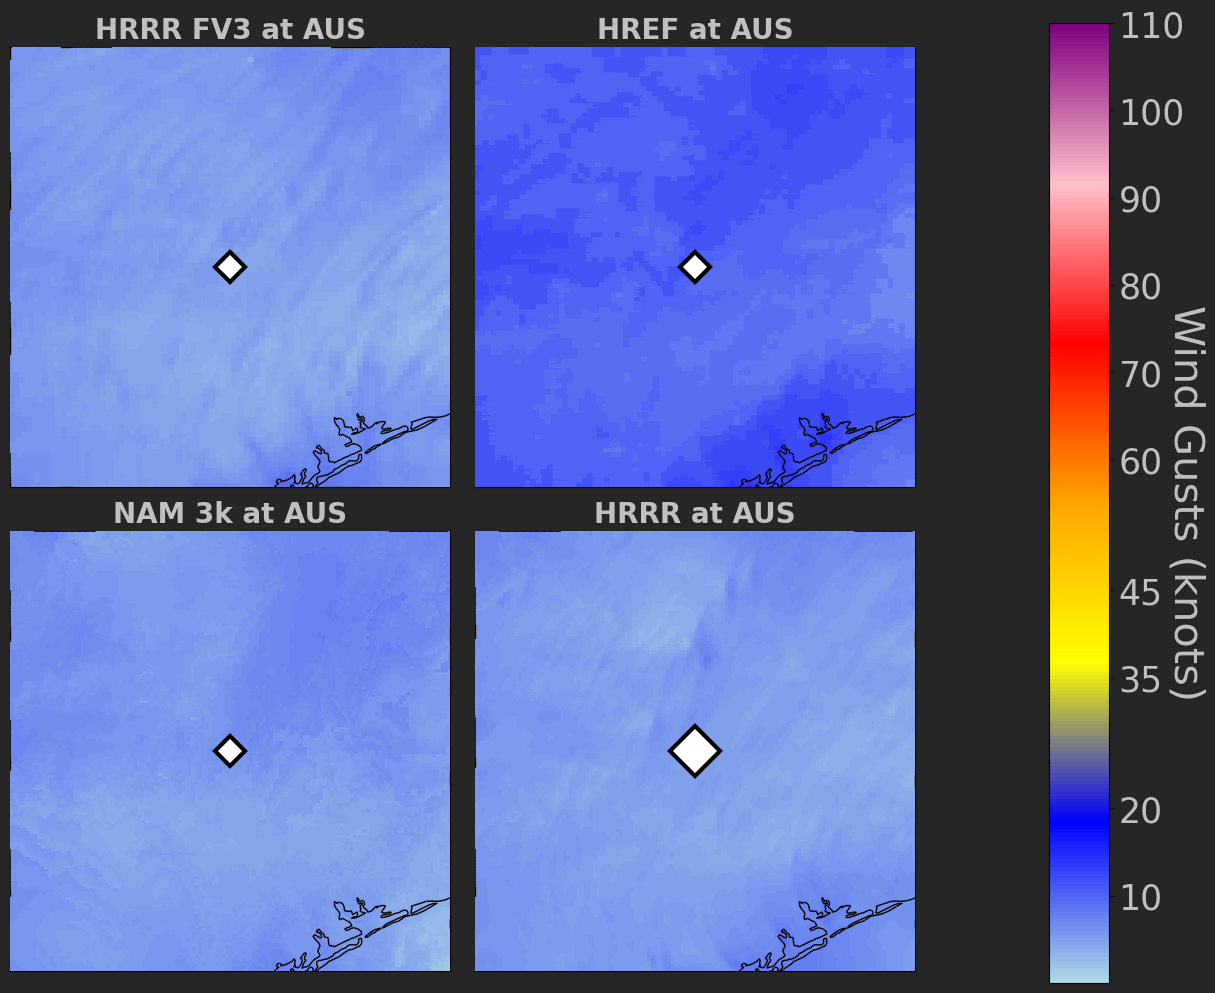 HRRR FV3 at AUS
HREF at AUS
NAM 3k at AUS
HRRR at AUS
110
100
90
80
70
60
45
35
20
10
Wind Gusts (knots)